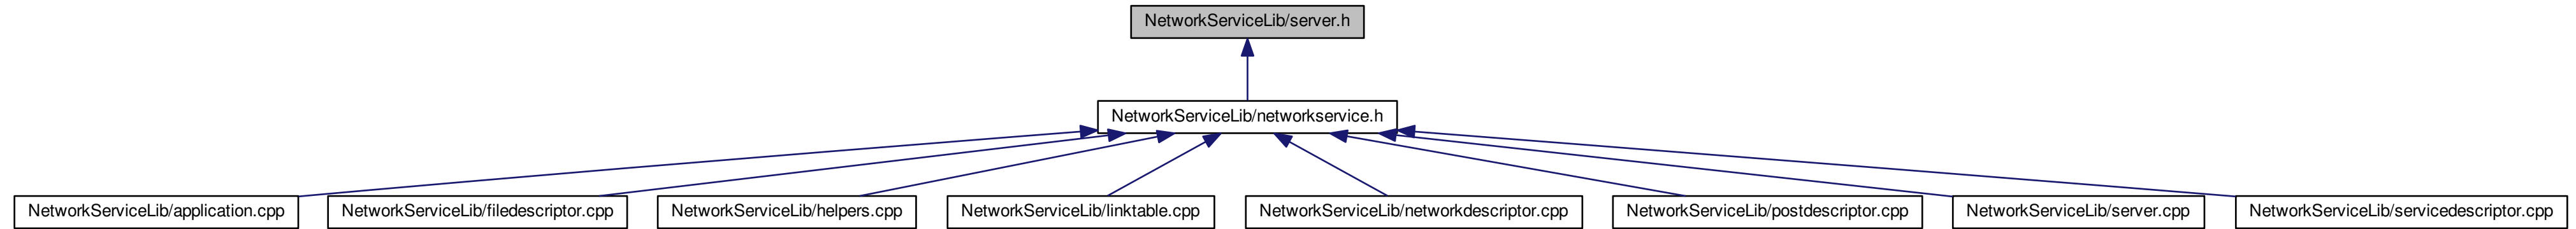 NetworkServiceLib/server.h
NetworkServiceLib/networkservice.h
NetworkServiceLib/application.cpp
NetworkServiceLib/filedescriptor.cpp
NetworkServiceLib/helpers.cpp
NetworkServiceLib/linktable.cpp
NetworkServiceLib/networkdescriptor.cpp
NetworkServiceLib/postdescriptor.cpp
NetworkServiceLib/server.cpp
NetworkServiceLib/servicedescriptor.cpp